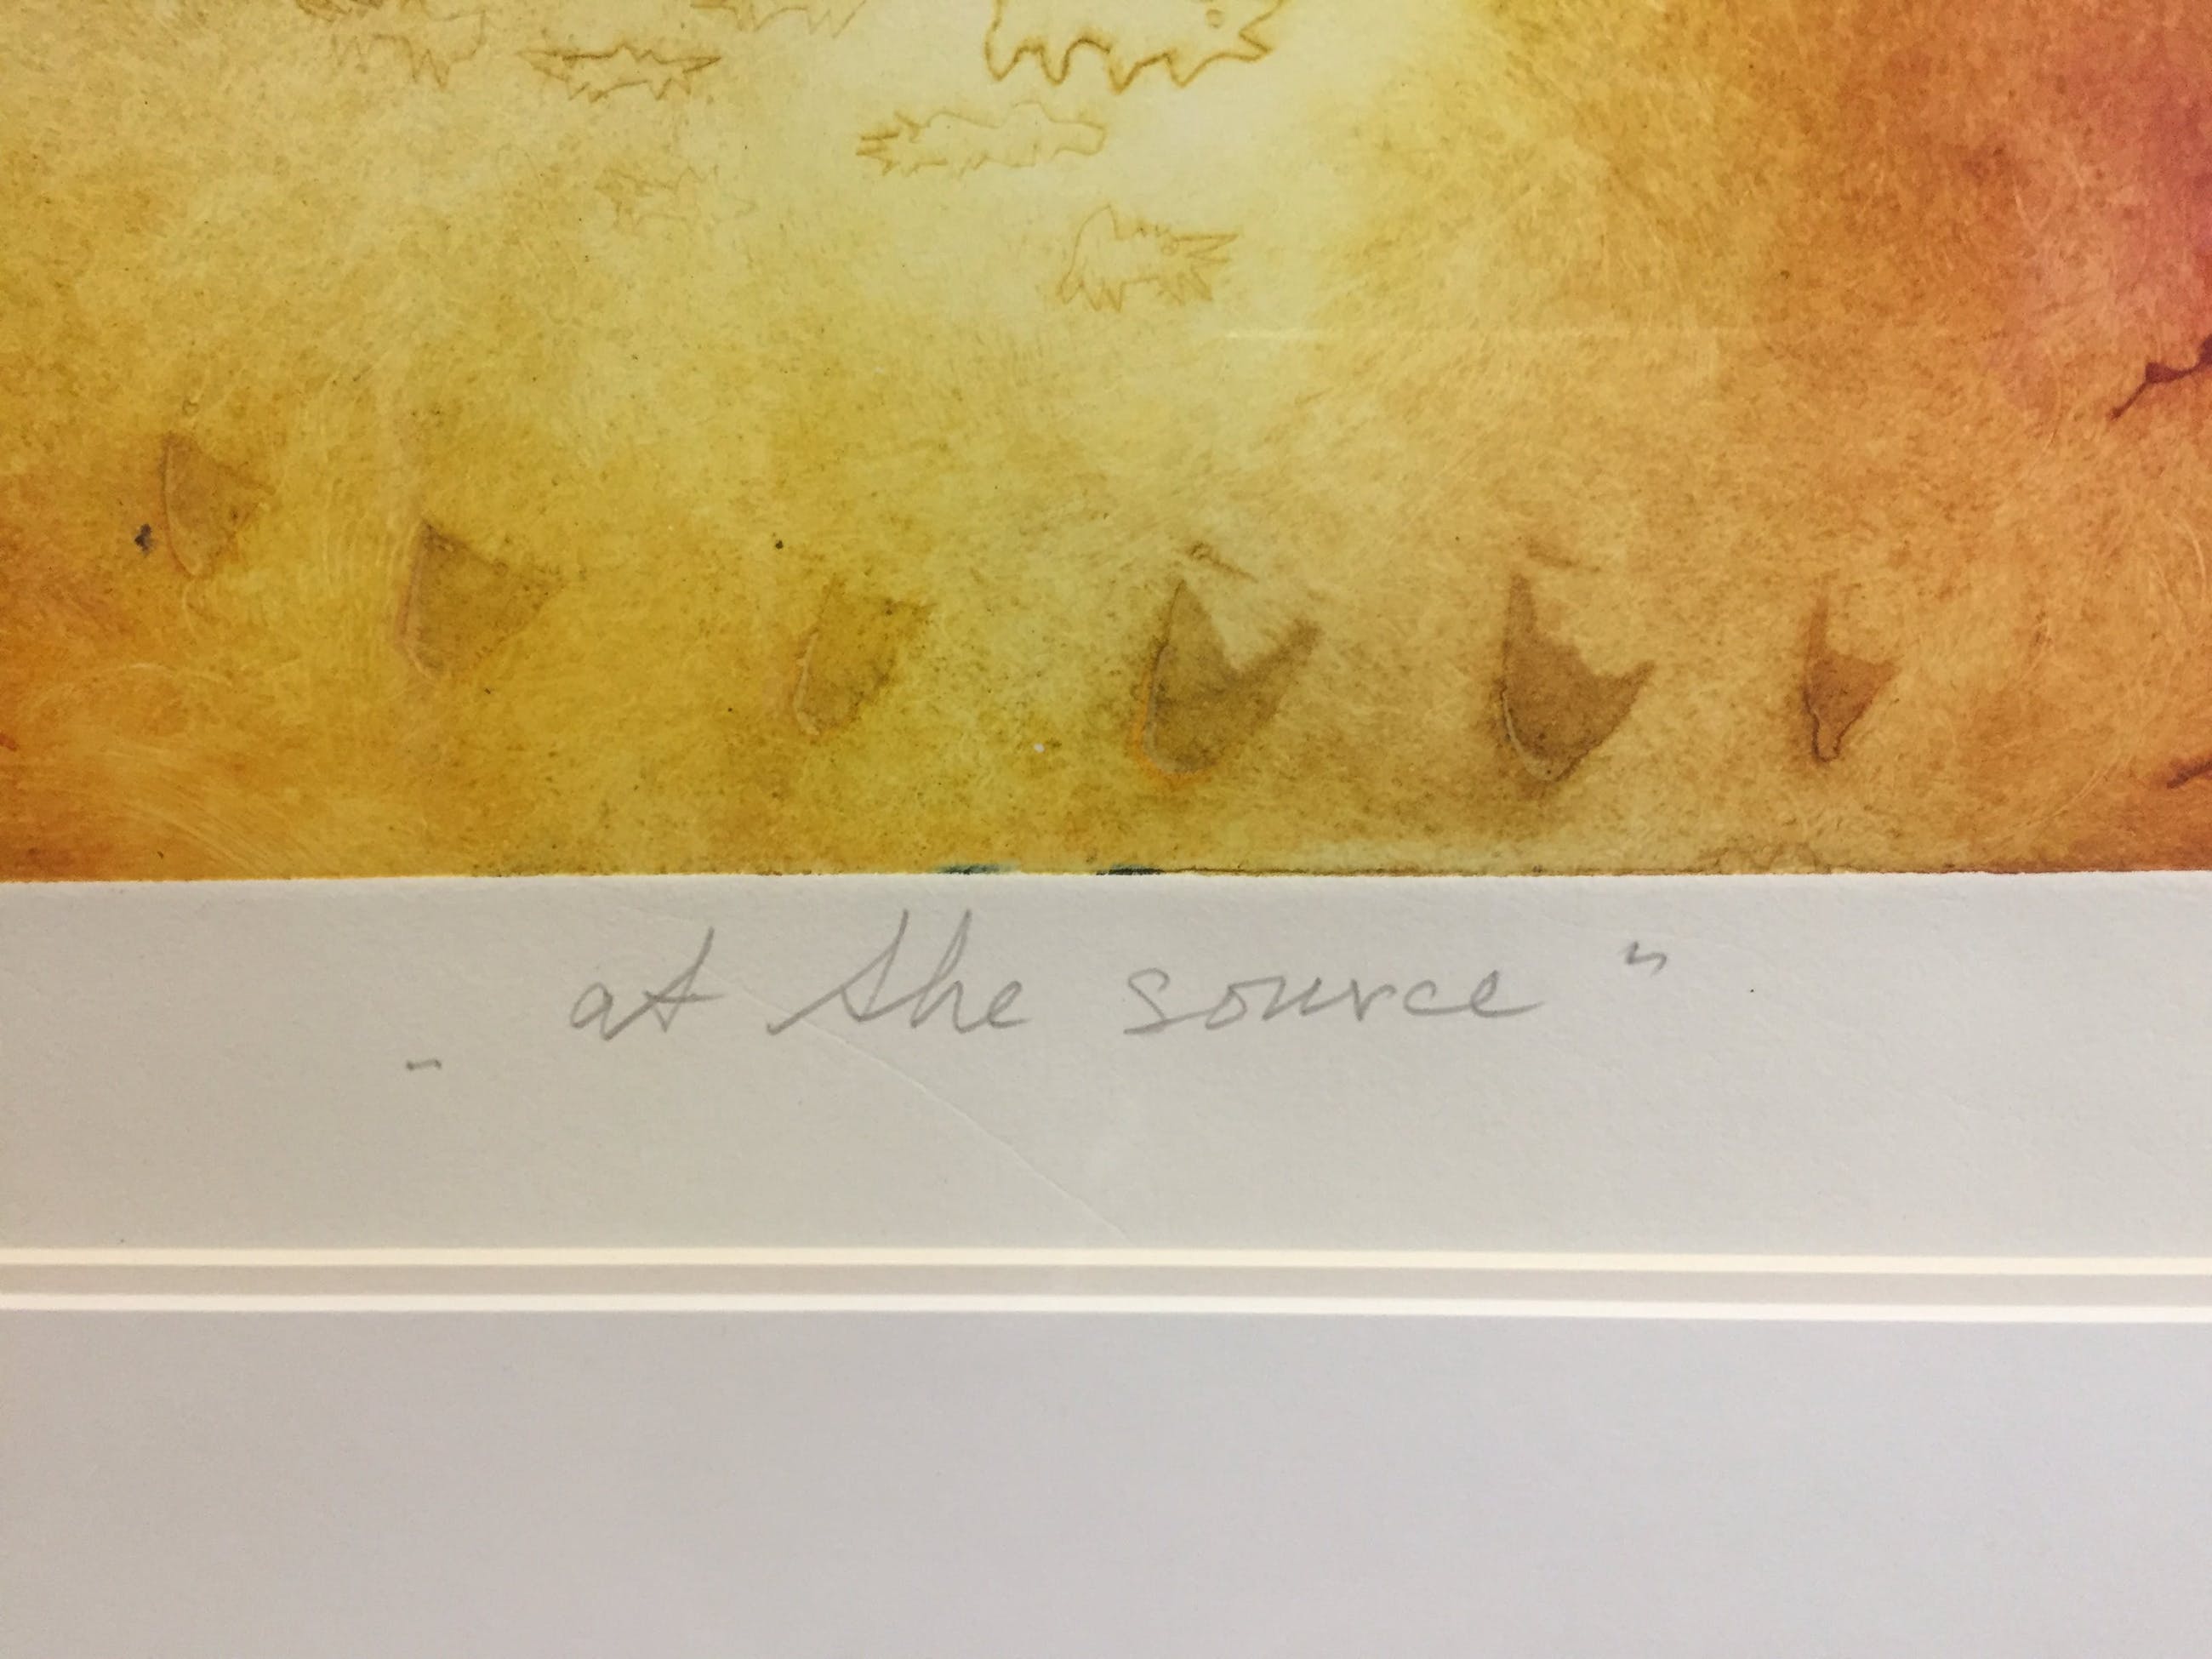 - at the source "